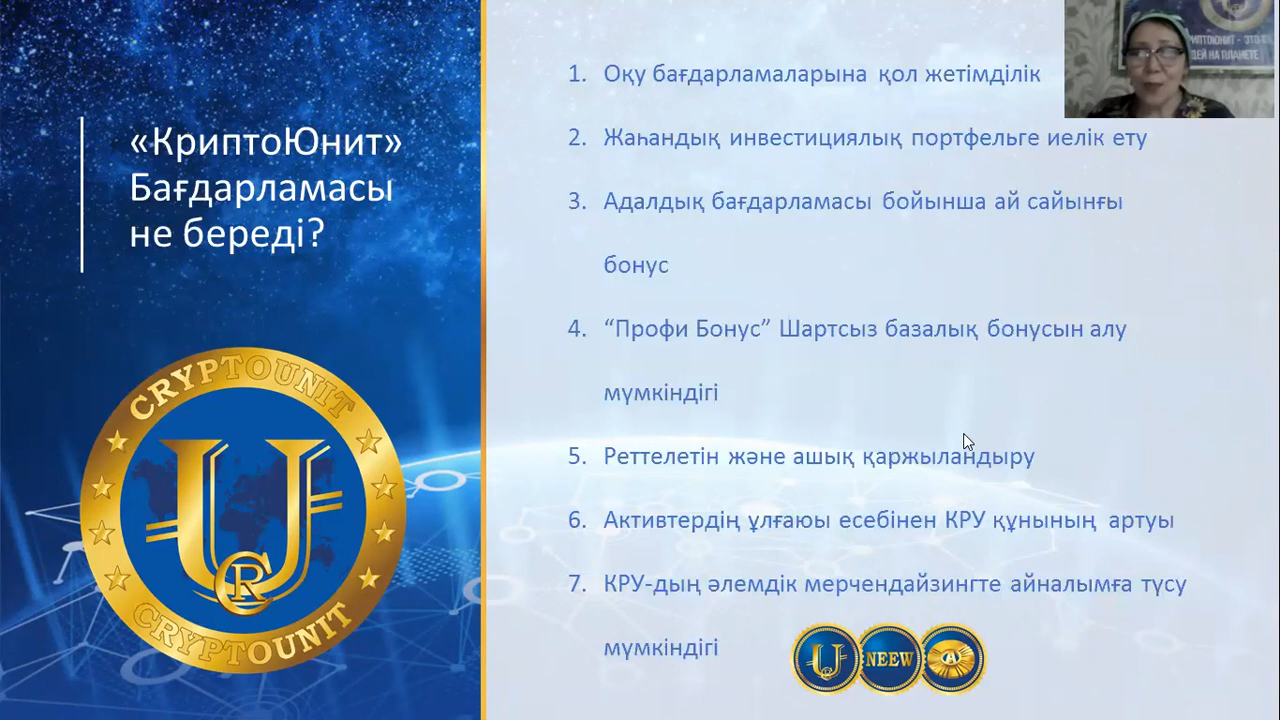 «КриптоЮнит»
Бағдарламасы
не береді?
CRYPTOUNIT
CRYPTOUNIT
1. Оқу бағдарламаларына қол жетімділік
2. Жаһандық инвестициялық портфельге иелік ету
3. Адалдық бағдарламасы бойынша ай сайынғы
бонус
4. “Профи Бонус” Шартсыз базалық бонусын алу
мүмкіндігі
5. Реттелетін және ашық қаржыландыру
6. Активтердің ұлғаюы есебінен КРУ құнының артуы
7. КРУ-дың әлемдік мерчендайзингте айналымға түсу
мүмкіндігі
NEEW
НА ПЛАНЕТЕ